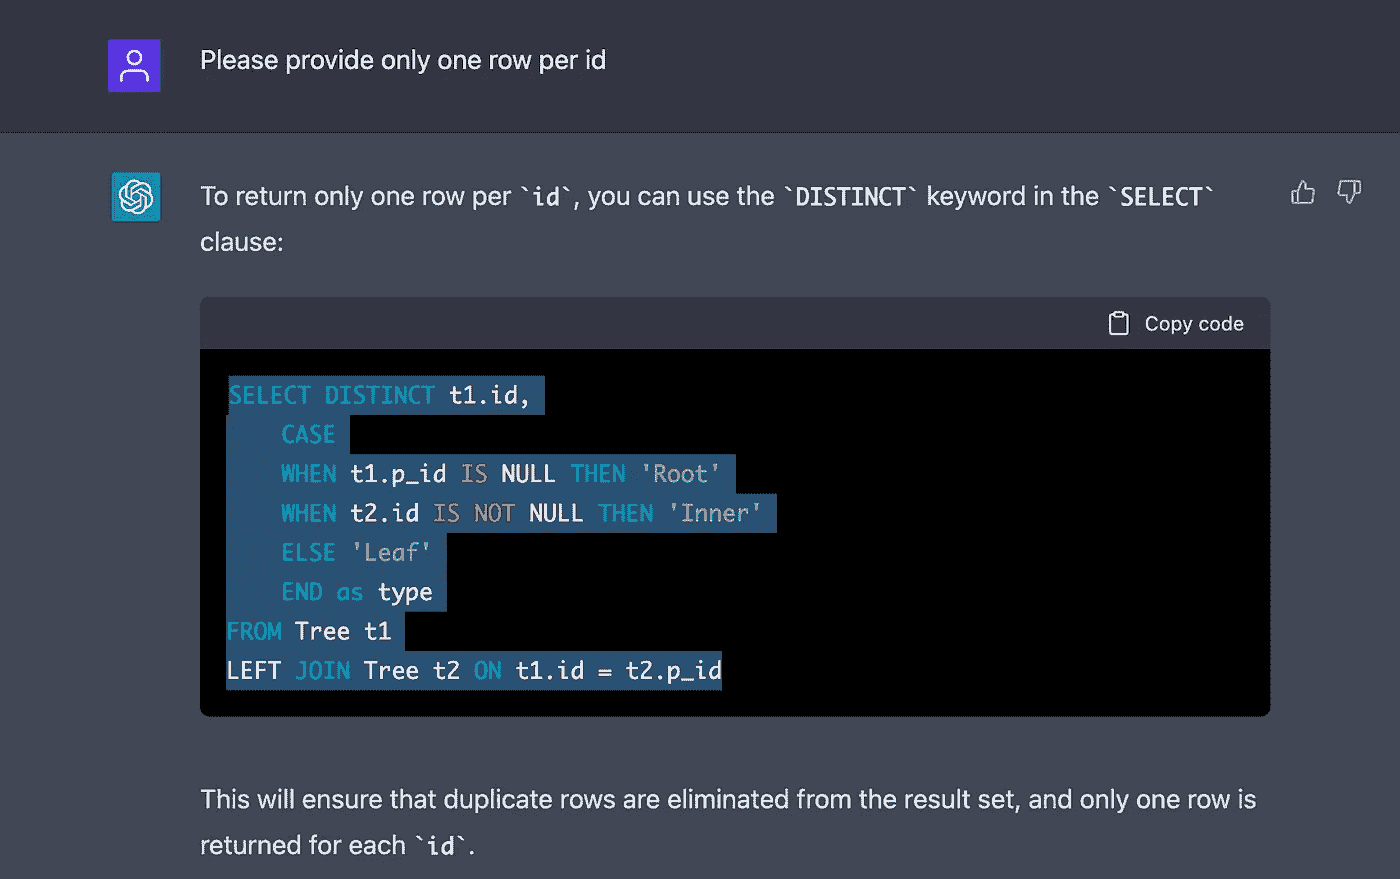 Please provide only one row per id
To return only one row per `id`, you can use the `DISTINCT` keyword in the `SELECT`
clause:
Copy code
SELECT DISTINCT t1.id,
    CASE
    WHEN t1.p_id IS NULL THEN 'Root'
    WHEN t2.id IS NOT NULL THEN 'Inner'
    ELSE 'Leaf'
    END as type
FROM Tree t1
LEFT JOIN Tree t2 ON t1.id = t2.p_id
This will ensure that duplicate rows are eliminated from the result set, and only one row is
returned for each `id`.